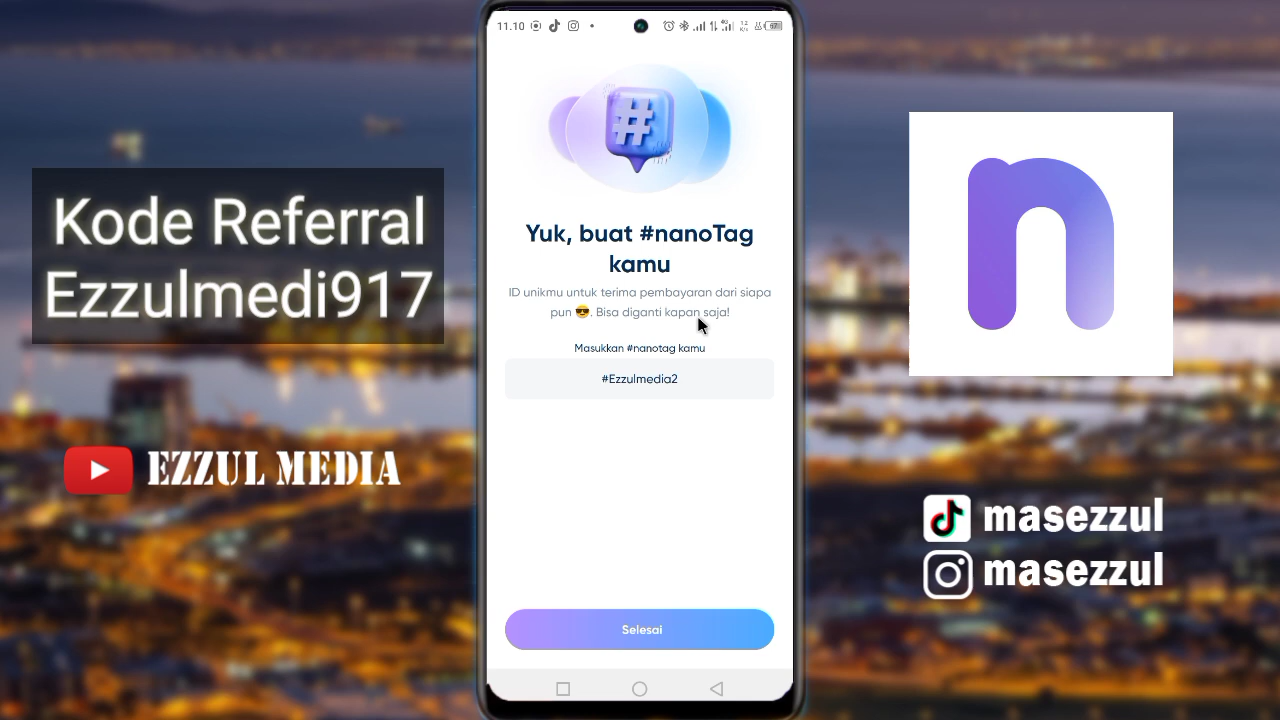 Kode Referral
Ezzulmedi917
EZZUL MEDIA
11.10
Yuk, buat #nanoTag
kamu
ID unikmu untuk terima pembayaran dari siapa
pun 😎. Bisa diganti kapan saja!
Masukkan #nanotag kamu
#Ezzulmedia2
Selesai
n
masezzul
masezzul